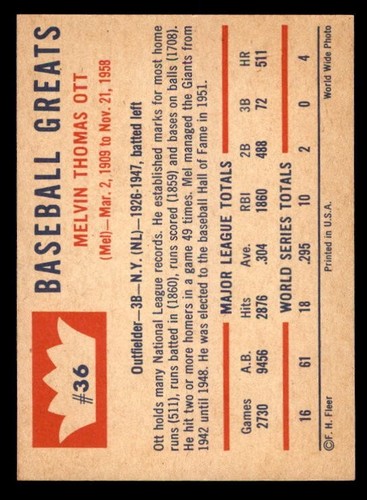 #36
BASEBALL GREATS
MELVIN THOMAS OTT
(Mel)—Mar. 2, 1909 to Nov. 21, 1958
Outfielder—3B—N.Y. (NL)—1926-1947, batted left
Ott holds many National League records. He established marks for most home
runs (511), runs batted in (1860), runs scored (1859) and bases on balls (1708).
He hit two or more homers in a game 49 times. Mel managed the Giants from
1942 until 1948. He was elected to the baseball Hall of Fame in 1951.
MAJOR LEAGUE TOTALS
Games A.B. Hits Ave. RBI 2B 3B HR
2730 9456 2876 .304 1860 488 72 511
WORLD SERIES TOTALS
16 61 18 .295 10 2 0 4
©F. H. Fleer Printed in U.S.A. World Wide Photo